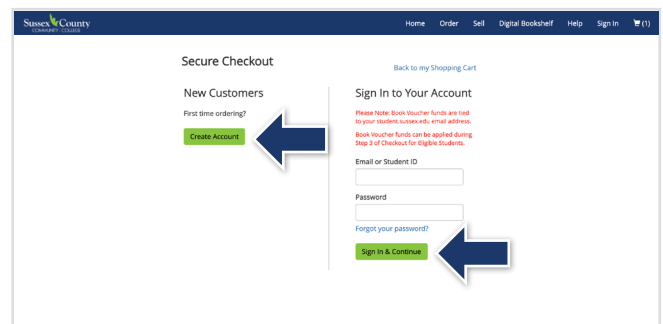 Sussex County
COMMUNITY COLLEGE
Home Order Sell Digital Bookshelf Help Sign In (1)
Secure Checkout
Back to my Shopping Cart
New Customers
First time ordering?
Create Account
Sign In to Your Account
Please Note: Book Voucher funds are tied
to your student.sussex.edu email address.
Book Voucher funds can be applied during
Step 3 of Checkout for Eligible Students.
Email or Student ID
Password
Forgot your password?
Sign In & Continue